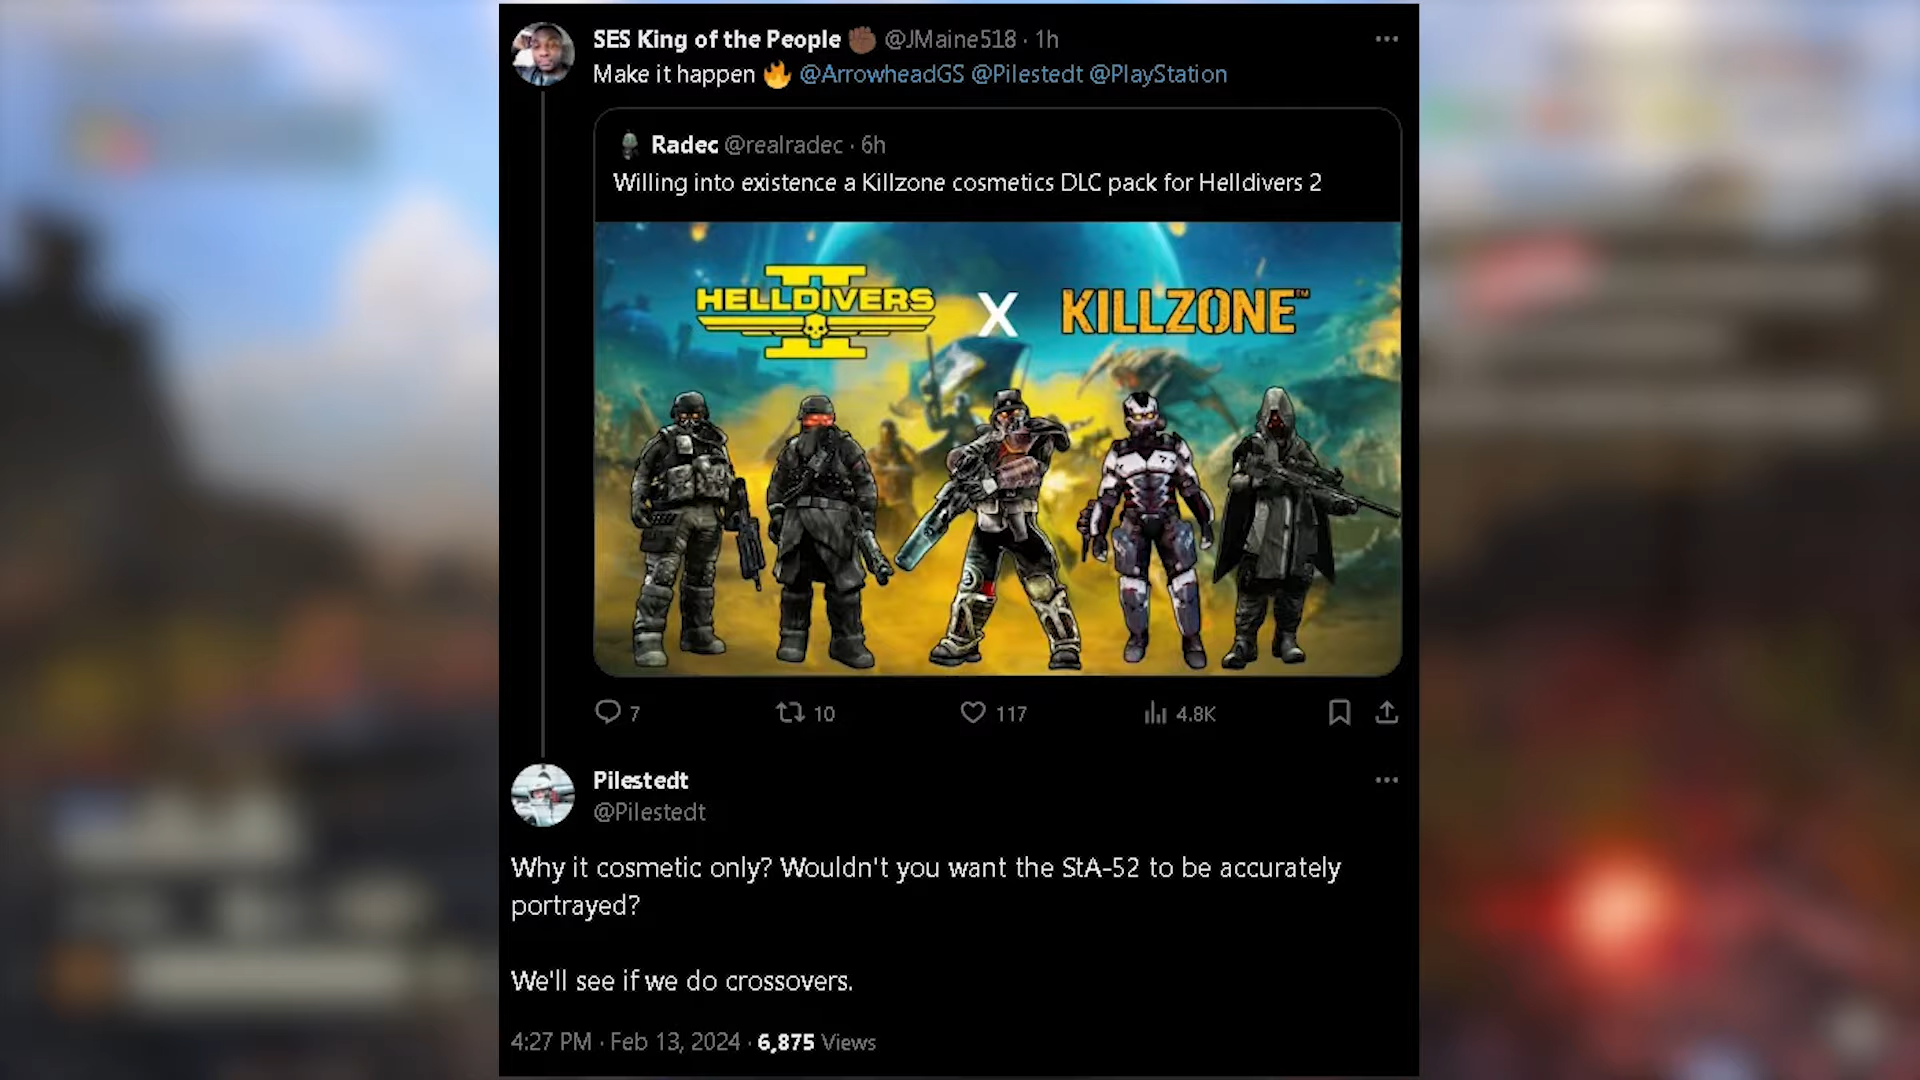 SES King of the People ✊🏿 @JMaine518 · 1h
Make it happen 🔥 @ArrowheadGS @Pilestedt @PlayStation
Radec @realradec · 6h
Willing into existence a Killzone cosmetics DLC pack for Helldivers 2
HELLDIVERS
II
X
KILLZONE™
7
10
117
4.8K
Pilestedt
@Pilestedt
Why it cosmetic only? Wouldn't you want the StA-52 to be accurately
portrayed?
We'll see if we do crossovers.
4:27 PM · Feb 13, 2024 · 6,875 Views